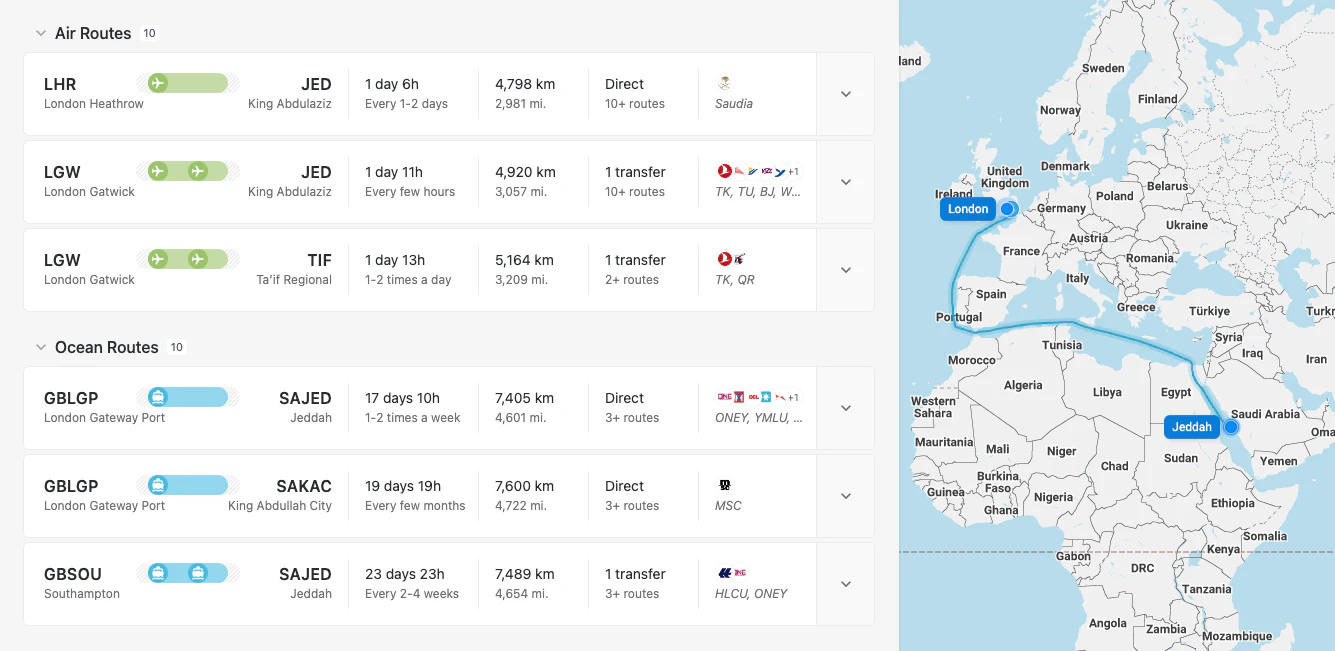 Air Routes 10
LHR
London Heathrow
JED
King Abdulaziz
1 day 6h
Every 1-2 days
4,798 km
2,981 mi.
Direct
10+ routes
Saudia
LGW
London Gatwick
JED
King Abdulaziz
1 day 11h
Every few hours
4,920 km
3,057 mi.
1 transfer
10+ routes
+1
TK, TU, BJ, W...
LGW
London Gatwick
TIF
Ta'if Regional
1 day 13h
1-2 times a day
5,164 km
3,209 mi.
1 transfer
2+ routes
TK, QR
Ocean Routes 10
GBLGP
London Gateway Port
SAJED
Jeddah
17 days 10h
1-2 times a week
7,405 km
4,601 mi.
Direct
3+ routes
+1
ONEY, YMLU, ...
GBLGP
London Gateway Port
SAKAC
King Abdullah City
19 days 19h
Every few months
7,600 km
4,722 mi.
Direct
3+ routes
MSC
GBSOU
Southampton
SAJED
Jeddah
23 days 23h
Every 2-4 weeks
7,489 km
4,654 mi.
1 transfer
3+ routes
HLCU, ONEY
land
Sweden
Finland
Norway
Denmark
United
Kingdom
Ireland
Belarus
Poland
London
Germany
Ukraine
Austria
France
Romania
Italy
Spain
Greece
Türkiye
Turkr
Portugal
Syria
Tunisia
Iraq
Iran
Morocco
Algeria
Libya
Egypt
Western
Sahara
Saudi Arabia
Jeddah
Oma
Mauritania
Mali
Niger
Sudan
Yemen
Chad
Burkina
Faso
Guinea
Nigeria
Ghana
Ethiopia
Somalia
Gabon
Kenya
DRC
Tanzania
Angola
Zambia
Mozambique